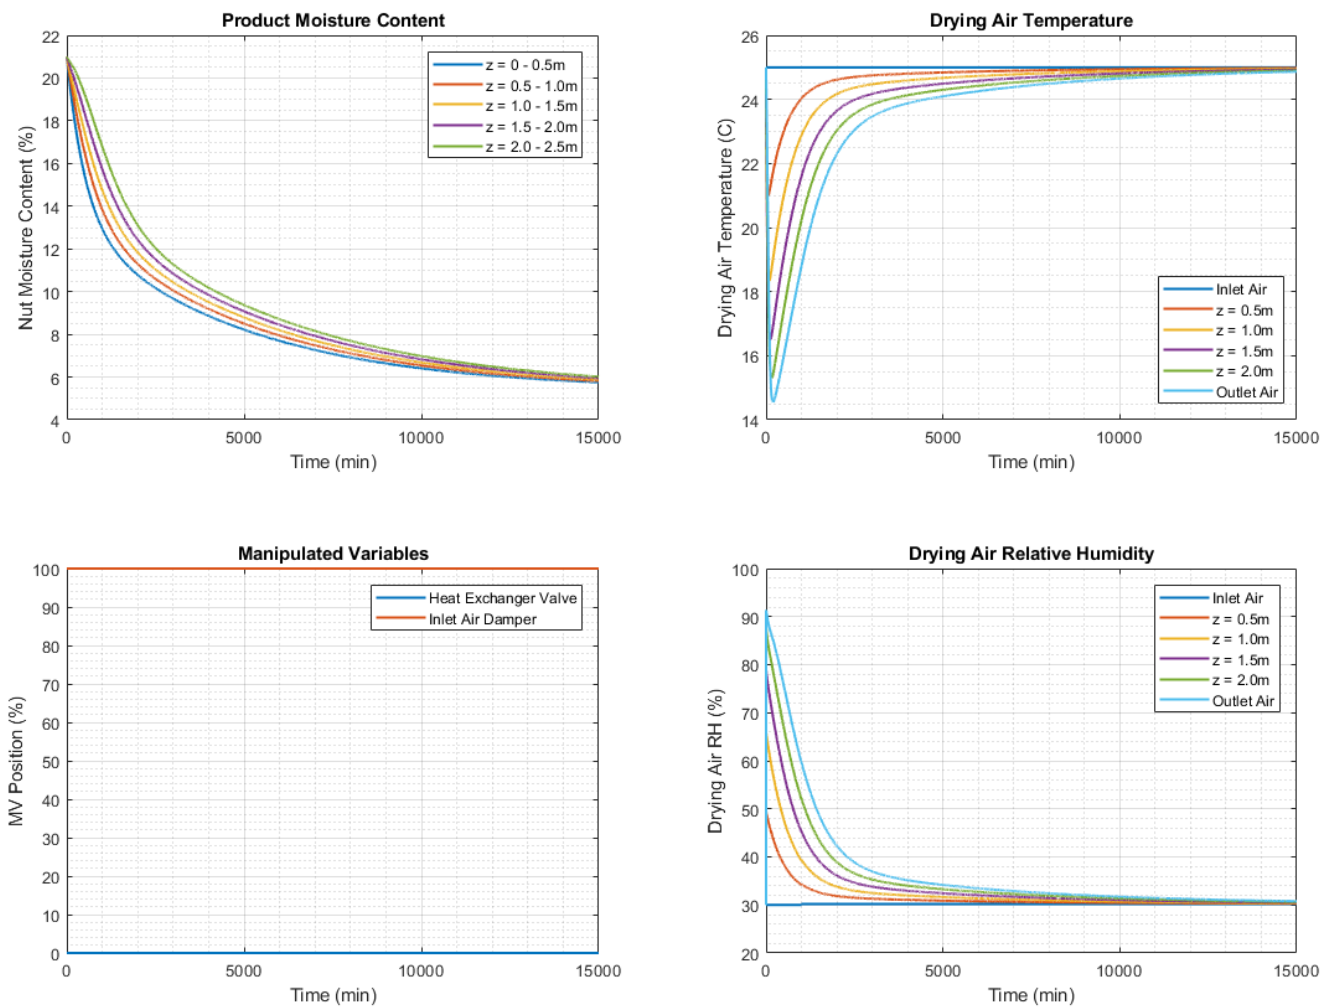 Product Moisture Content
22
20
18
16
14
12
10
8
6
4
Nut Moisture Content (%)
z = 0 - 0.5m
z = 0.5 - 1.0m
z = 1.0 - 1.5m
z = 1.5 - 2.0m
z = 2.0 - 2.5m
0 5000 10000 15000
Time (min)
Drying Air Temperature
26
24
22
20
18
16
14
Drying Air Temperature (C)
Inlet Air
z = 0.5m
z = 1.0m
z = 1.5m
z = 2.0m
Outlet Air
0 5000 10000 15000
Time (min)
Manipulated Variables
100
90
80
70
60
50
40
30
20
10
0
MV Position (%)
Heat Exchanger Valve
Inlet Air Damper
0 5000 10000 15000
Time (min)
Drying Air Relative Humidity
100
90
80
70
60
50
40
30
20
Drying Air RH (%)
Inlet Air
z = 0.5m
z = 1.0m
z = 1.5m
z = 2.0m
Outlet Air
0 5000 10000 15000
Time (min)